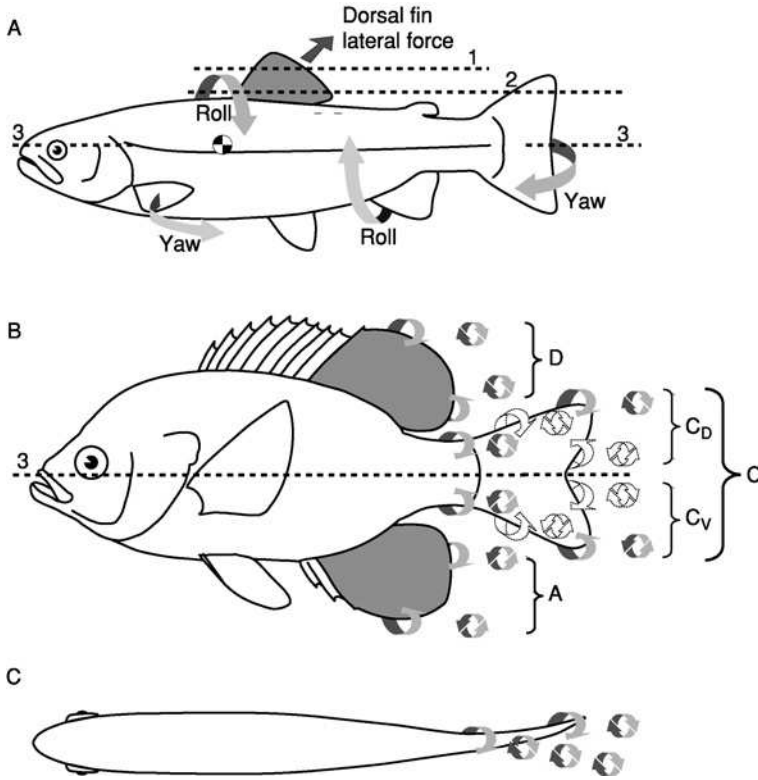 A
Dorsal fin
lateral force
1
2
Roll
3
3
Yaw
Yaw
Roll
B
D
C_D
C
3
C_V
A
C